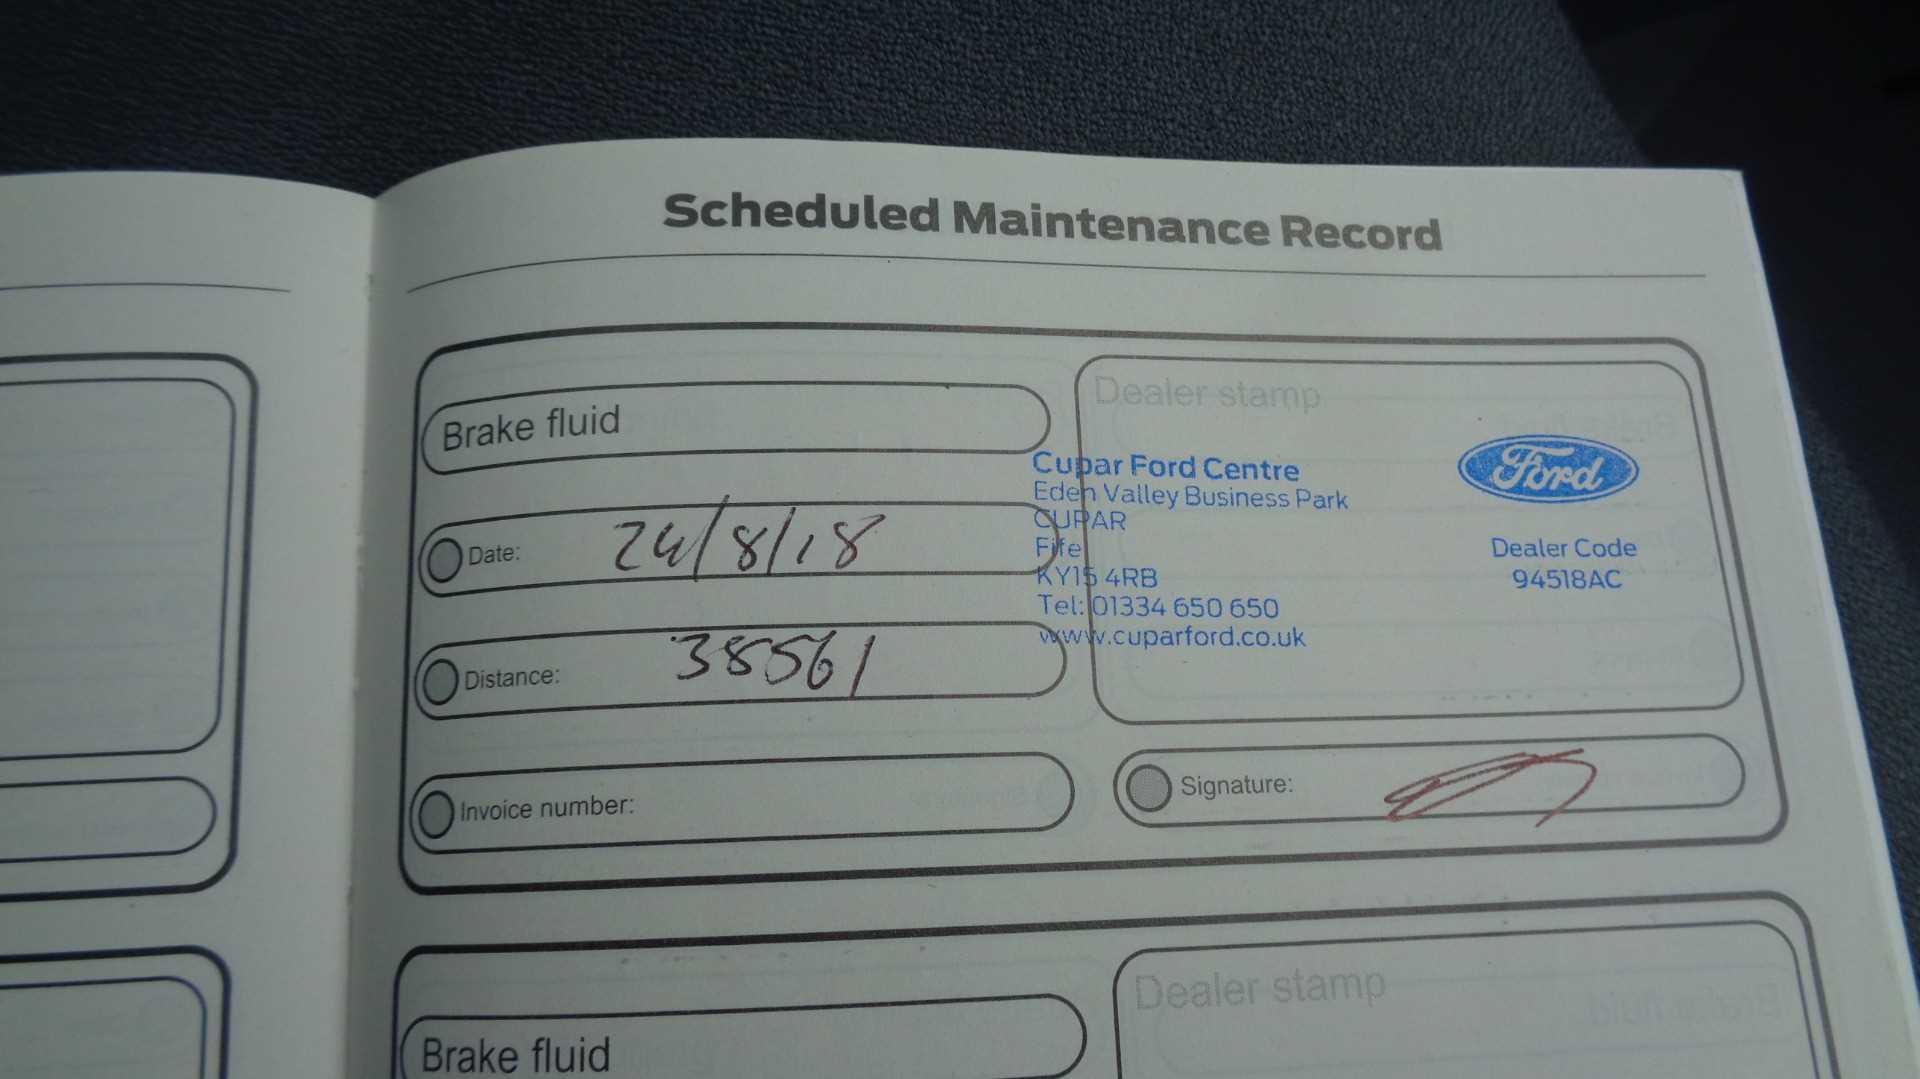 Scheduled Maintenance Record
Brake fluid
Date: 24/8/18
Distance: 38561
Invoice number:
Dealer stamp
Cupar Ford Centre
Eden Valley Business Park
CUPAR
Fife
KY15 4RB
Tel: 01334 650 650
www.cuparford.co.uk
Ford
Dealer Code
94518AC
Signature:
Brake fluid
Dealer stamp